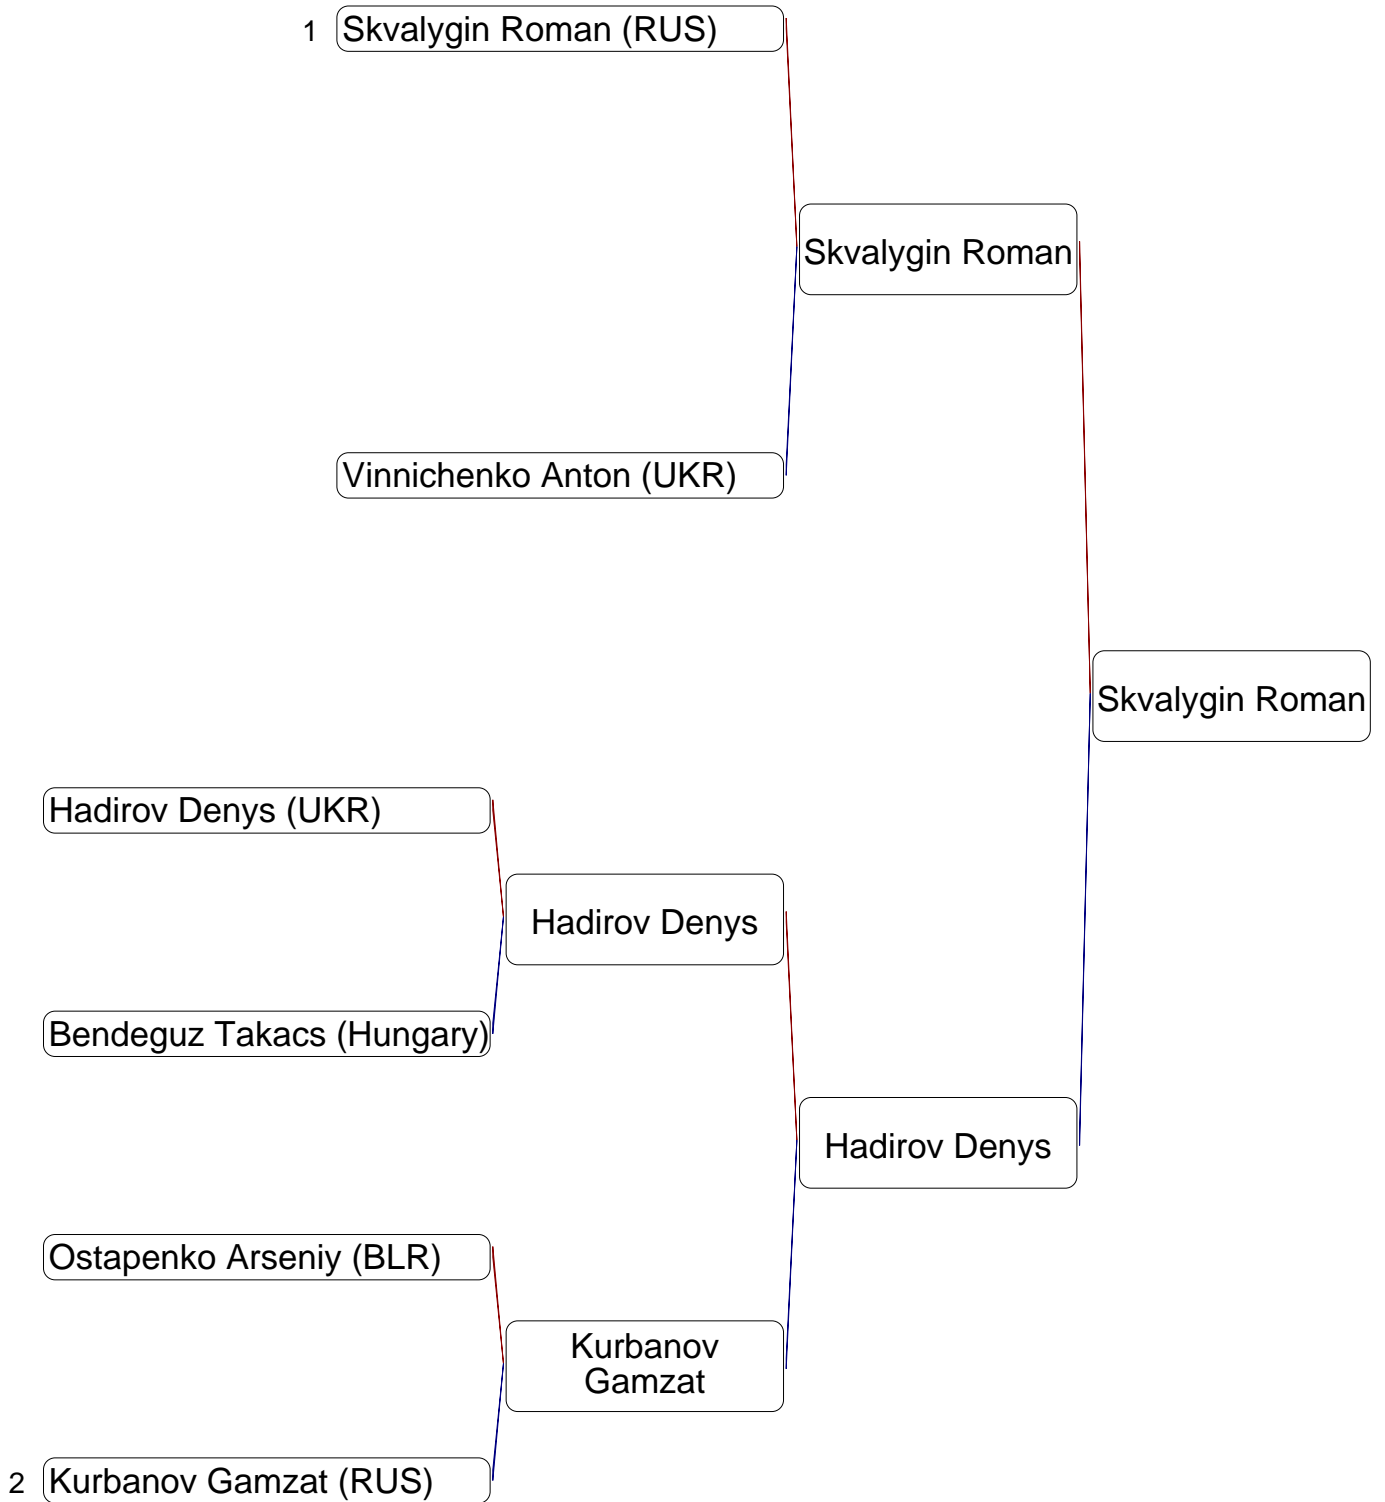 1 Skvalygin Roman (RUS)
Skvalygin Roman
Vinnichenko Anton (UKR)
Skvalygin Roman
Hadirov Denys (UKR)
Hadirov Denys
Bendeguz Takacs (Hungary)
Hadirov Denys
Ostapenko Arseniy (BLR)
Kurbanov
Gamzat
2 Kurbanov Gamzat (RUS)